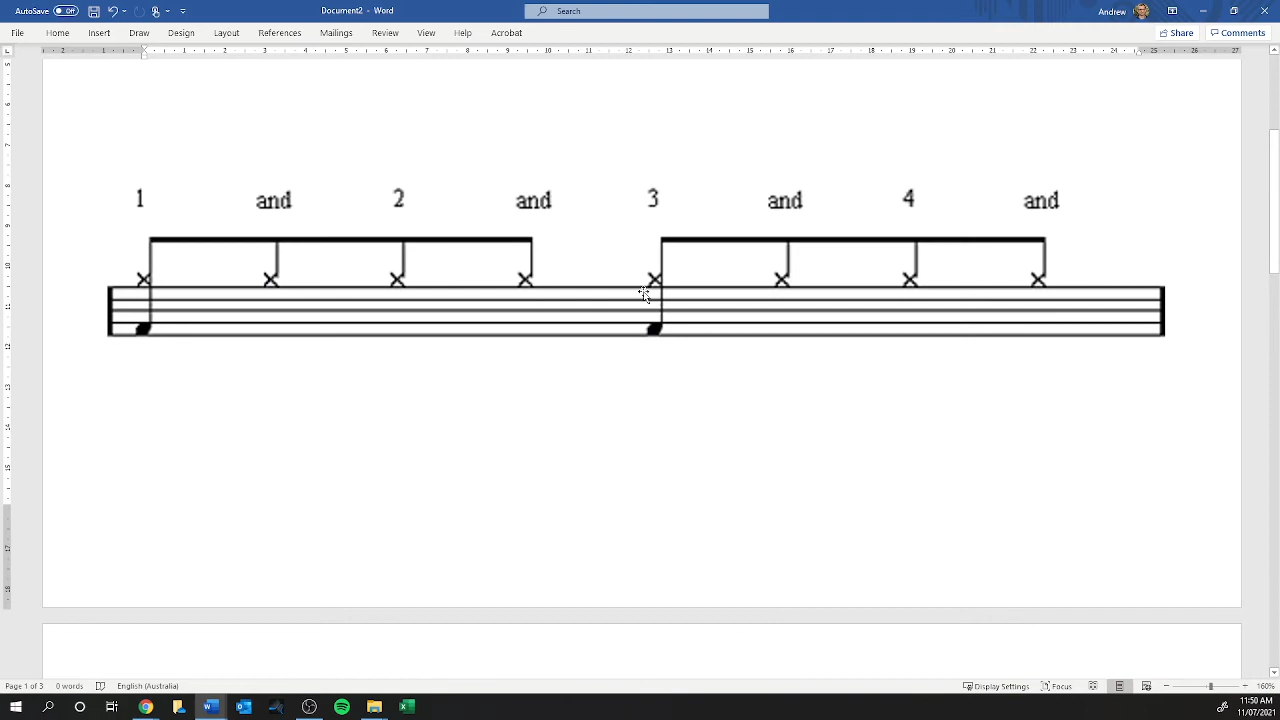 AutoSave Off Document2 - Word Search Andrew
File Home Insert Draw Design Layout References Mailings Review View Help Acrobat Share Comments
1 and 2 and 3 and 4 and
Page 1 of 3 0 words English (Australia) Display Settings Focus 160%
11:50 AM
11/07/2021